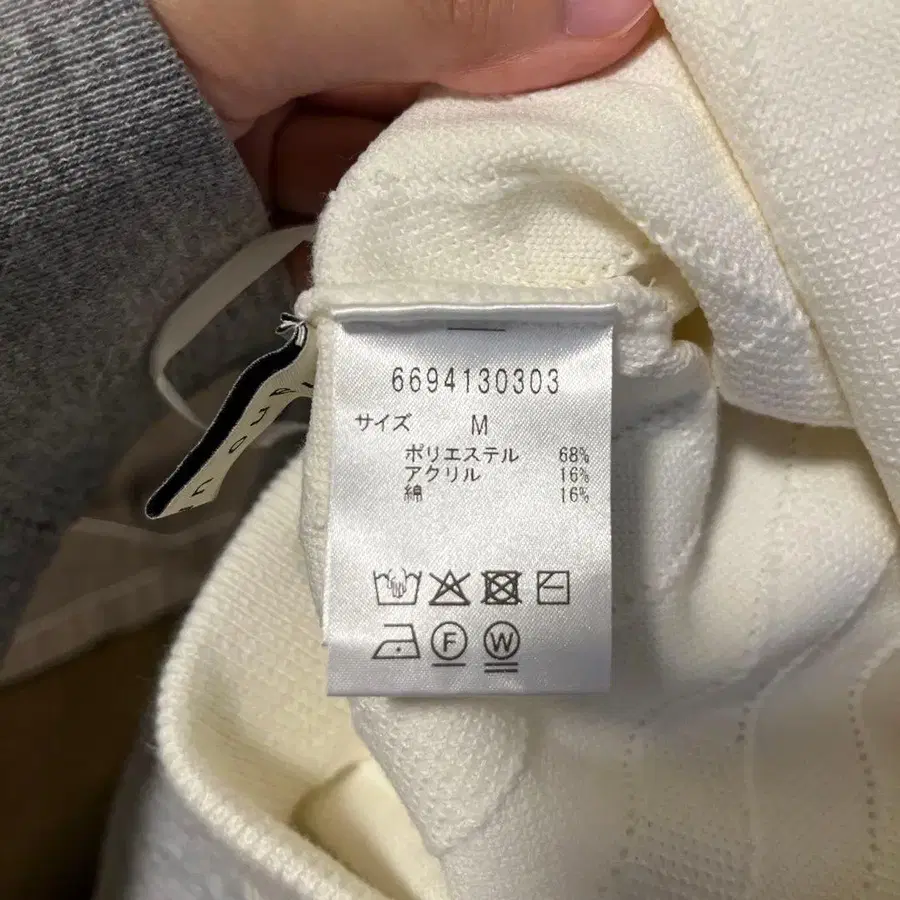 6694130303
サイズ M
ポリエステル 68%
アクリル 16%
綿 16%
F W